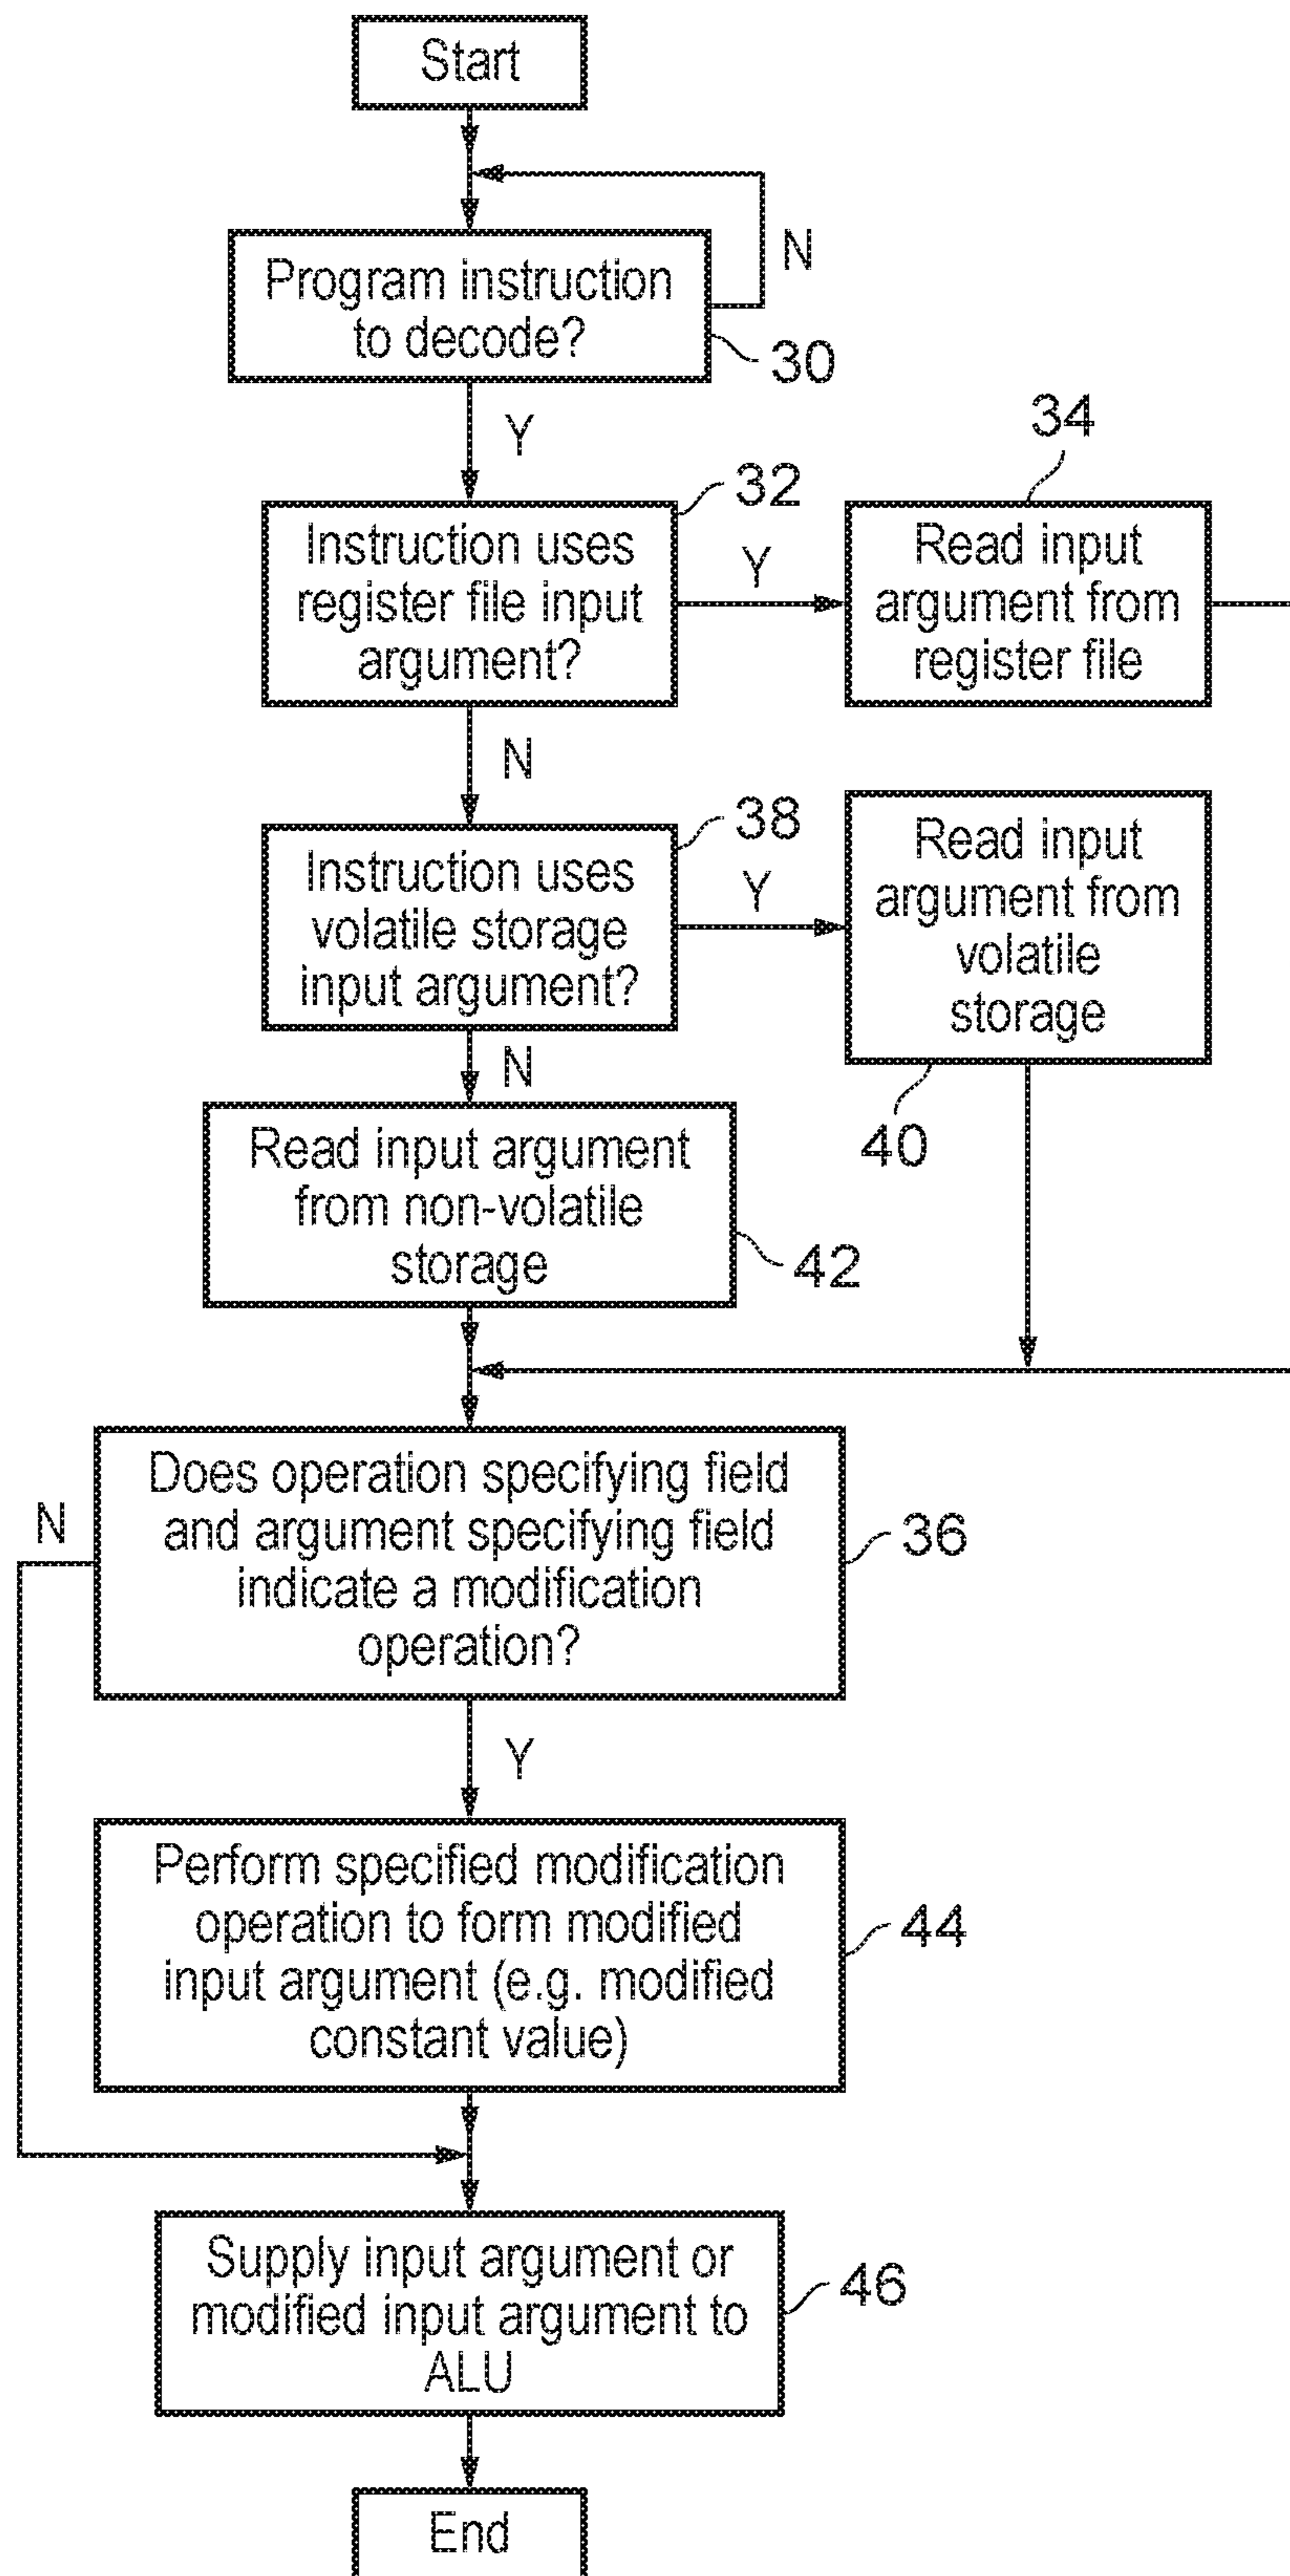 Start
N
Program instruction
to decode?
30
Y
34
32
Instruction uses
register file input
argument?
Y
Read input
argument from
register file
N
38
Instruction uses
volatile storage
input argument?
Y
Read input
argument from
volatile
storage
N
40
Read input argument
from non-volatile
storage
42
Does operation specifying field
and argument specifying field
indicate a modification
operation?
N
36
Y
Perform specified modification
operation to form modified
input argument (e.g. modified
constant value)
44
Supply input argument or
modified input argument to
ALU
46
End